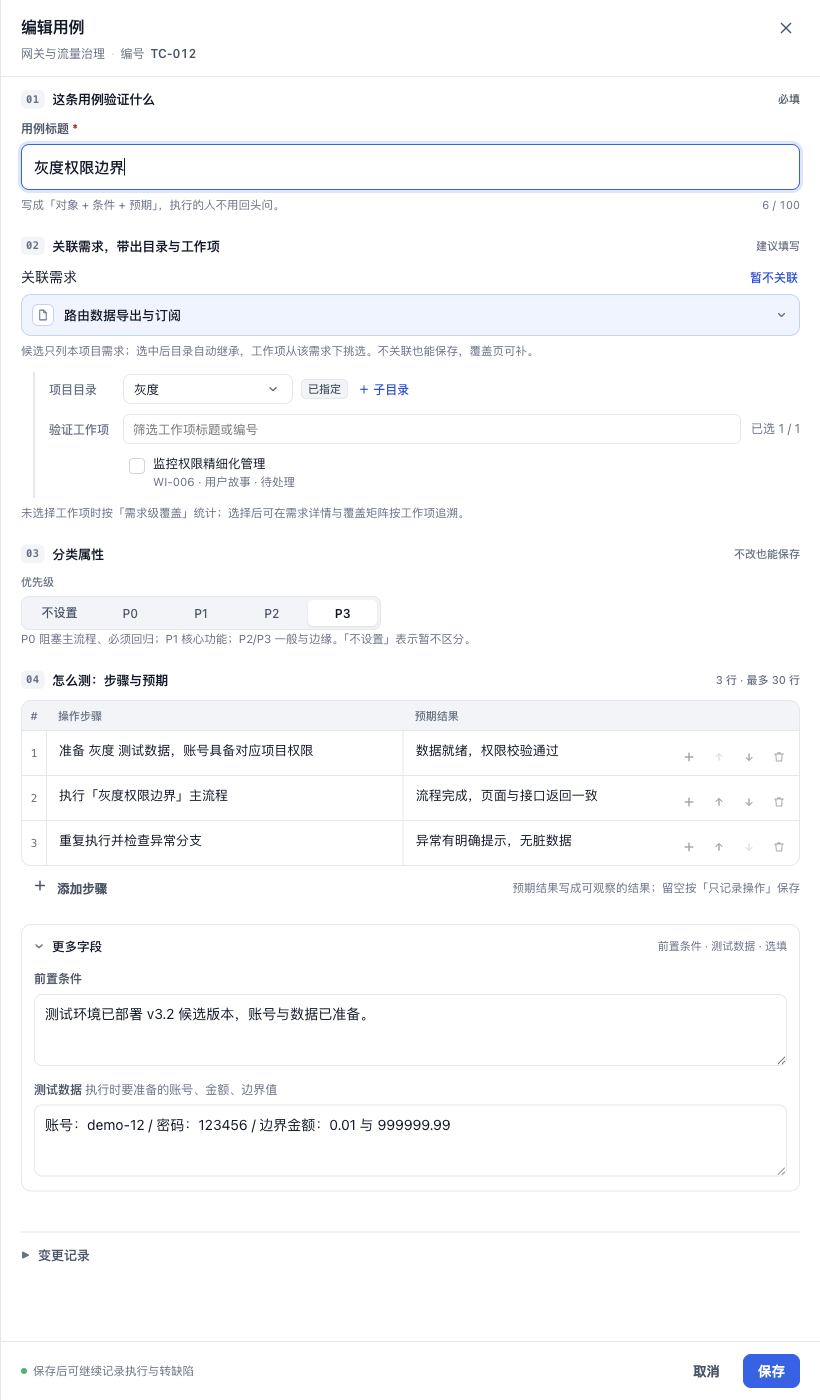 编辑用例
网关与流量治理 · 编号 TC-012
01 这条用例验证什么 必填
用例标题 *
灰度权限边界
写成「对象 + 条件 + 预期」，执行的人不用回头问。 6 / 100
02 关联需求，带出目录与工作项 建议填写
关联需求 暂不关联
路由数据导出与订阅
候选只列本项目需求；选中后目录自动继承，工作项从该需求下挑选。不关联也能保存，覆盖页可补。
项目目录 灰度 已指定 + 子目录
验证工作项 筛选工作项标题或编号 已选 1 / 1
监控权限精细化管理
WI-006 · 用户故事 · 待处理
未选择工作项时按「需求级覆盖」统计；选择后可在需求详情与覆盖矩阵按工作项追溯。
03 分类属性 不改也能保存
优先级
不设置 P0 P1 P2 P3
P0 阻塞主流程、必须回归；P1 核心功能；P2/P3 一般与边缘。「不设置」表示暂不区分。
04 怎么测：步骤与预期 3 行 · 最多 30 行
# 操作步骤 预期结果
1 准备 灰度 测试数据，账号具备对应项目权限 数据就绪，权限校验通过
2 执行「灰度权限边界」主流程 流程完成，页面与接口返回一致
3 重复执行并检查异常分支 异常有明确提示，无脏数据
+ 添加步骤 预期结果写成可观察的结果；留空按「只记录操作」保存
更多字段 前置条件 · 测试数据 · 选填
前置条件
测试环境已部署 v3.2 候选版本，账号与数据已准备。
测试数据 执行时要准备的账号、金额、边界值
账号：demo-12 / 密码：123456 / 边界金额：0.01 与 999999.99
变更记录
保存后可继续记录执行与转缺陷 取消 保存